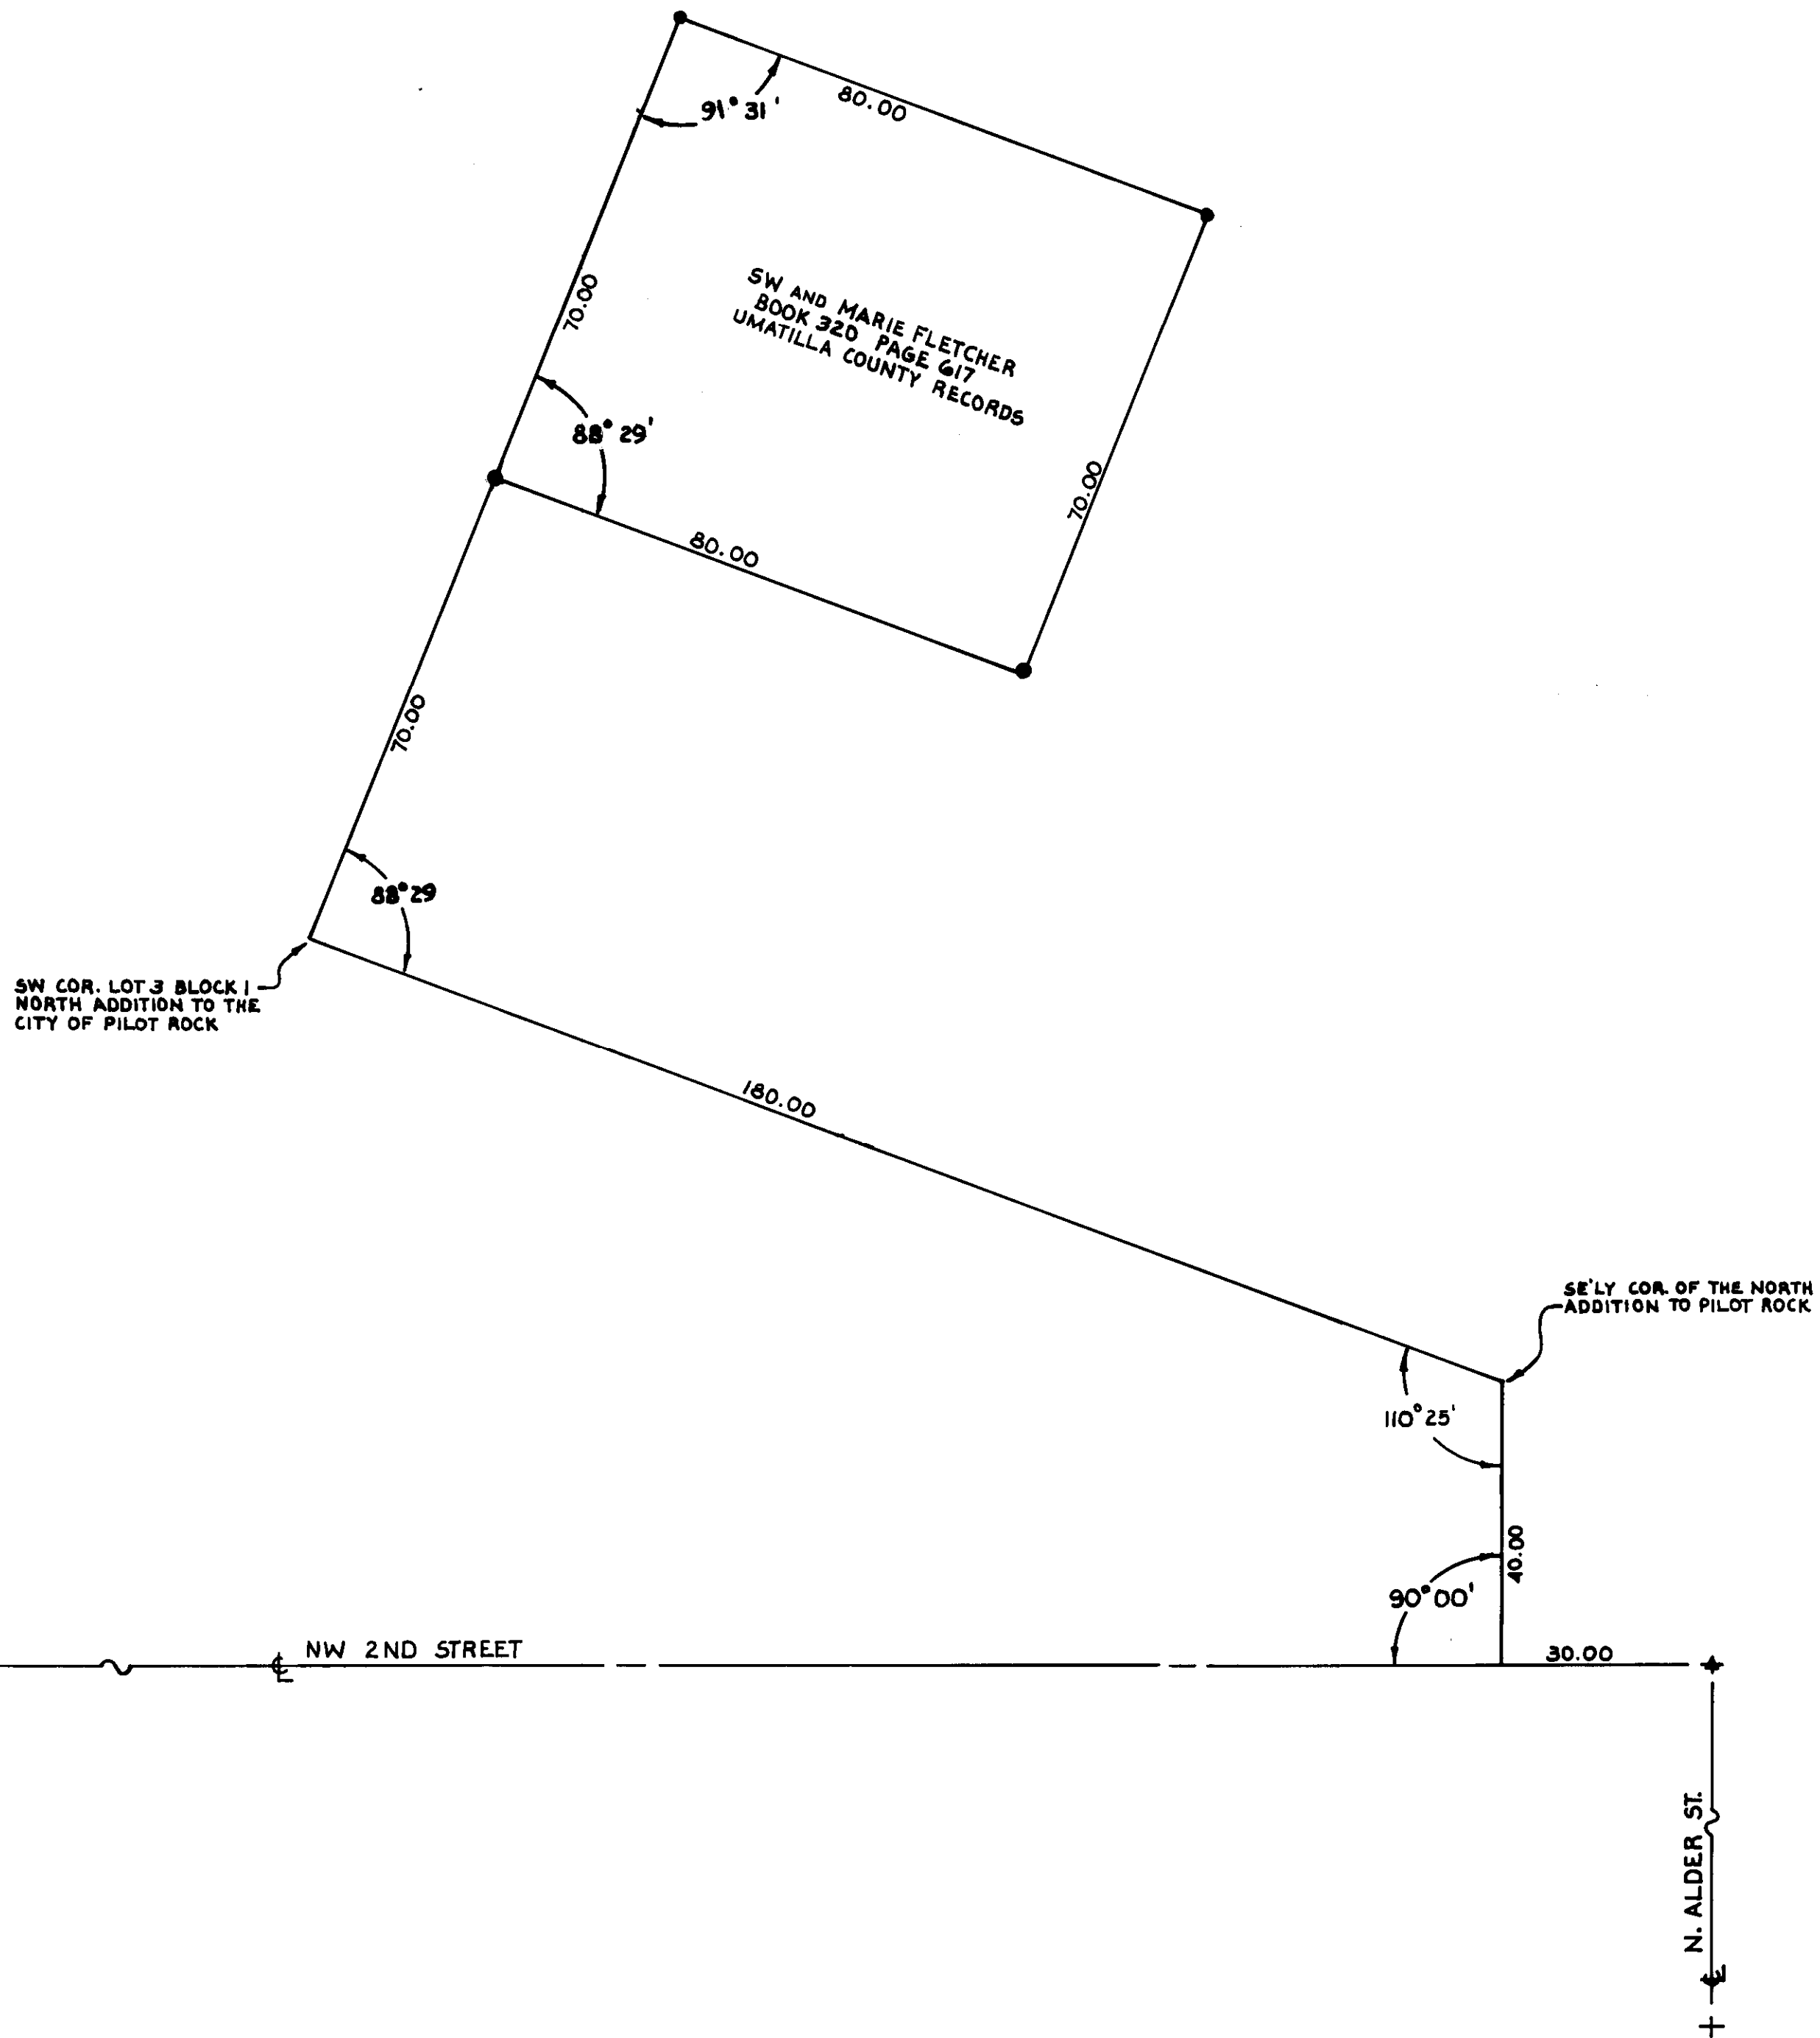 91° 31'
80.00
70.00
SW AND MARIE FLETCHER
BOOK 320 PAGE 617
UMATILLA COUNTY RECORDS
88° 29'
70.00
80.00
70.00
88° 29
SW COR. LOT 3 BLOCK 1
NORTH ADDITION TO THE
CITY OF PILOT ROCK
180.00
SE'LY COR. OF THE NORTH
ADDITION TO PILOT ROCK
110° 25'
40.00
90° 00'
NW 2ND STREET
30.00
N. ALDER ST.